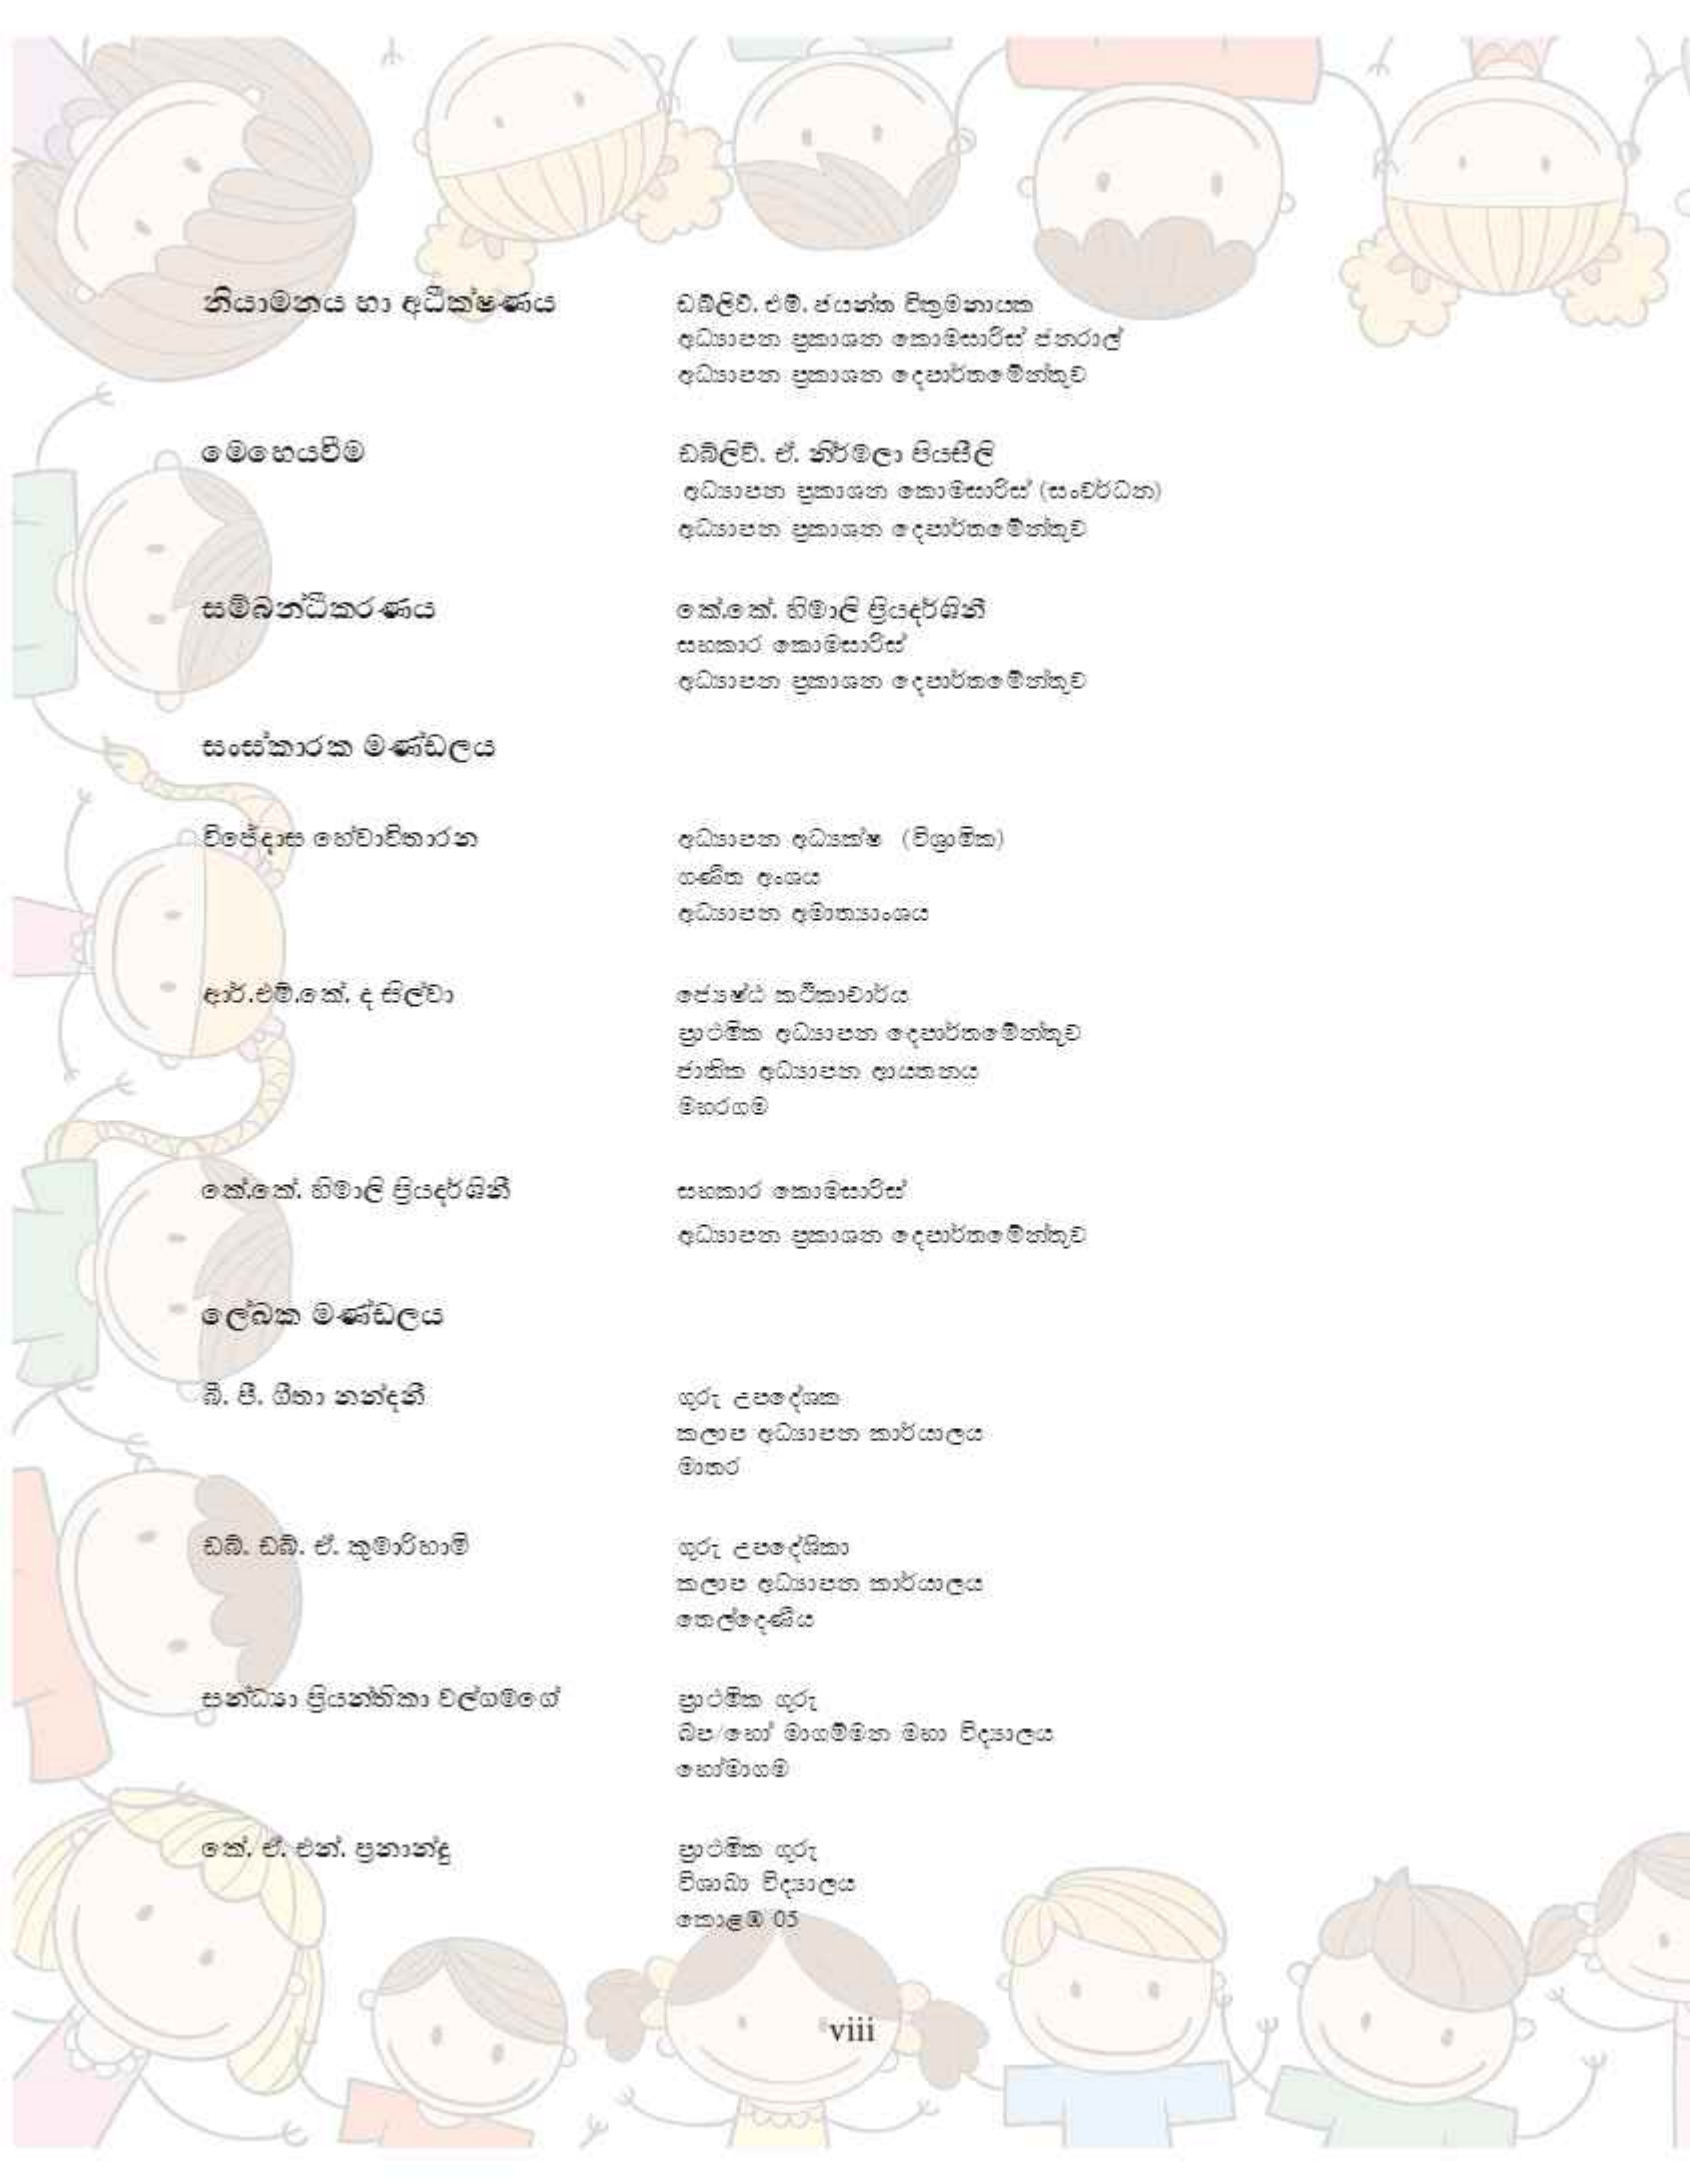 නියාමනය හා අධීක්ෂණය
ඩබ්ලිව්. එම්. ජයන්ත වික්‍රමනායක
අධ්‍යාපන ප්‍රකාශන කොමසාරිස් ජනරාල්
අධ්‍යාපන ප්‍රකාශන දෙපාර්තමේන්තුව
මෙහෙයවීම
ඩබ්ලිව්. ඒ. නිර්මලා පියසීලි
අධ්‍යාපන ප්‍රකාශන කොමසාරිස් (සංවර්ධන)
අධ්‍යාපන ප්‍රකාශන දෙපාර්තමේන්තුව
සම්බන්ධීකරණය
කේ.කේ. හිමාලි ප්‍රියදර්ශිනී
සහකාර කොමසාරිස්
අධ්‍යාපන ප්‍රකාශන දෙපාර්තමේන්තුව
සංස්කාරක මණ්ඩලය
විජේදාස හේවාවිතාරන
අධ්‍යාපන අධ්‍යක්ෂ (විශ්‍රාමික)
ගණිත අංශය
අධ්‍යාපන අමාත්‍යාංශය
ආර්.එම්.කේ. ද සිල්වා
ජ්‍යෙෂ්ඨ කථිකාචාර්ය
ප්‍රාථමික අධ්‍යාපන දෙපාර්තමේන්තුව
ජාතික අධ්‍යාපන ආයතනය
මහරගම
කේ.කේ. හිමාලි ප්‍රියදර්ශිනී
සහකාර කොමසාරිස්
අධ්‍යාපන ප්‍රකාශන දෙපාර්තමේන්තුව
ලේඛක මණ්ඩලය
බී. පී. ගීතා නන්දනී
ගුරු උපදේශක
කලාප අධ්‍යාපන කාර්යාලය
මාතර
ඩබ්. ඩබ්. ඒ. කුමාරිහාමි
ගුරු උපදේශිකා
කලාප අධ්‍යාපන කාර්යාලය
තෙල්දෙණිය
සන්ධ්‍යා ප්‍රියන්තිකා වල්ගමගේ
ප්‍රාථමික ගුරු
බප/හෝ මාගම්මන මහා විද්‍යාලය
හෝමාගම
කේ. ඒ. එන්. ප්‍රනාන්දු
ප්‍රාථමික ගුරු
විශාඛා විද්‍යාලය
කොළඹ 05
viii